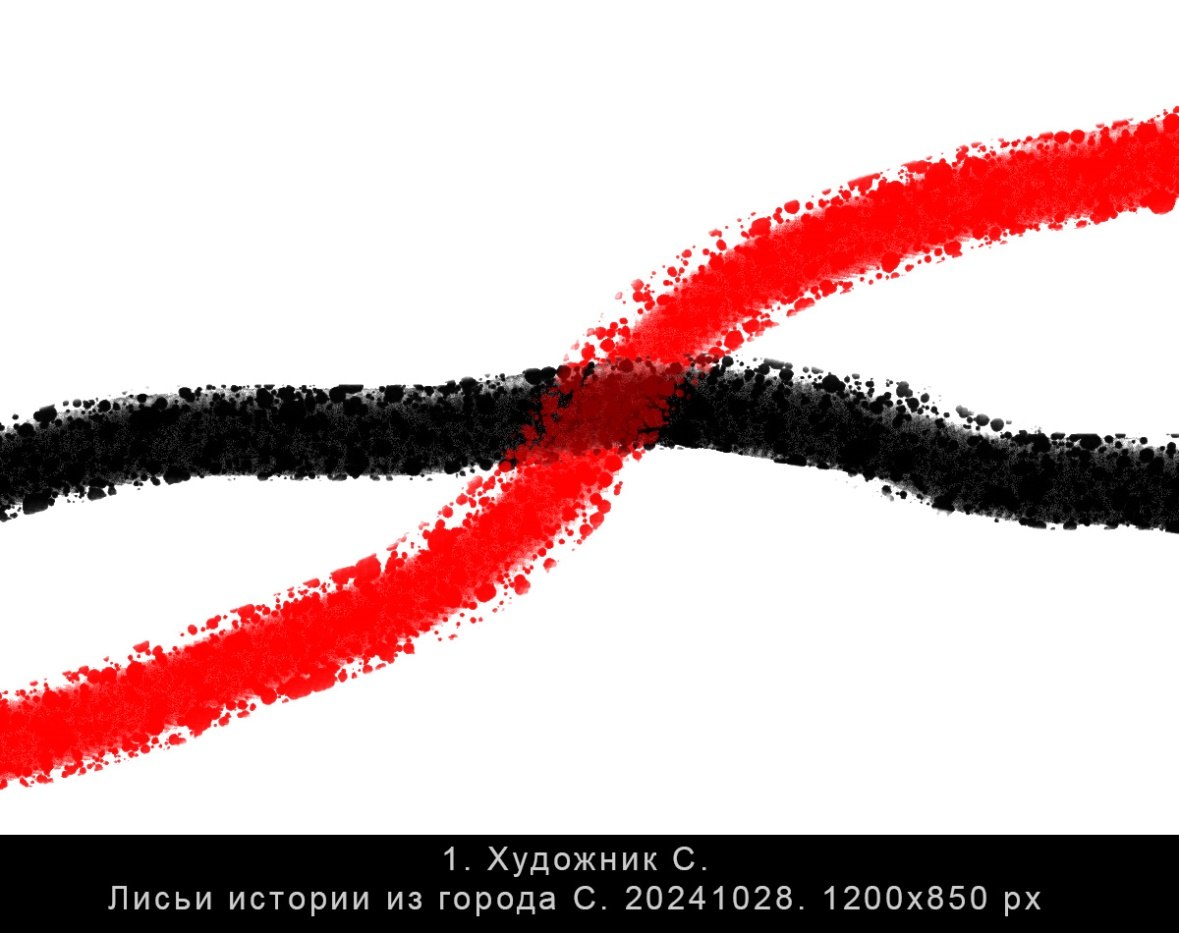 1. Художник С.
Лисьи истории из города С. 20241028. 1200x850 px